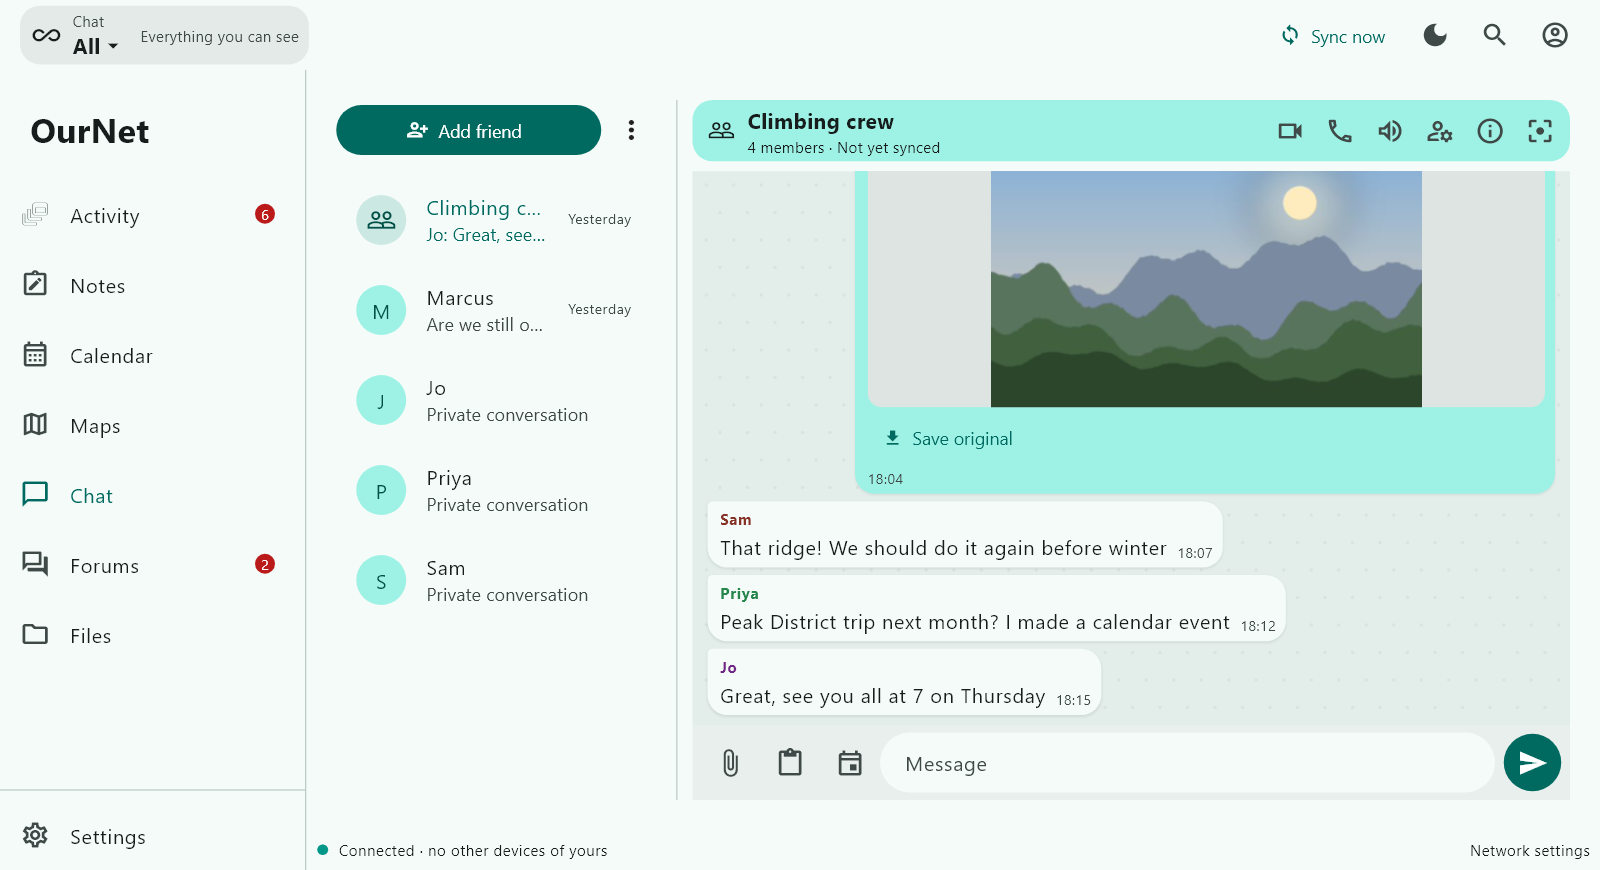 Chat
All
Everything you can see
Sync now
OurNet
Activity
6
Notes
Calendar
Maps
Chat
Forums
2
Files
Settings
Add friend
Climbing c...
Yesterday
Jo: Great, see...
M
Marcus
Yesterday
Are we still o...
J
Jo
Private conversation
P
Priya
Private conversation
S
Sam
Private conversation
Climbing crew
4 members · Not yet synced
Save original
18:04
Sam
That ridge! We should do it again before winter 18:07
Priya
Peak District trip next month? I made a calendar event 18:12
Jo
Great, see you all at 7 on Thursday 18:15
Message
Connected · no other devices of yours
Network settings